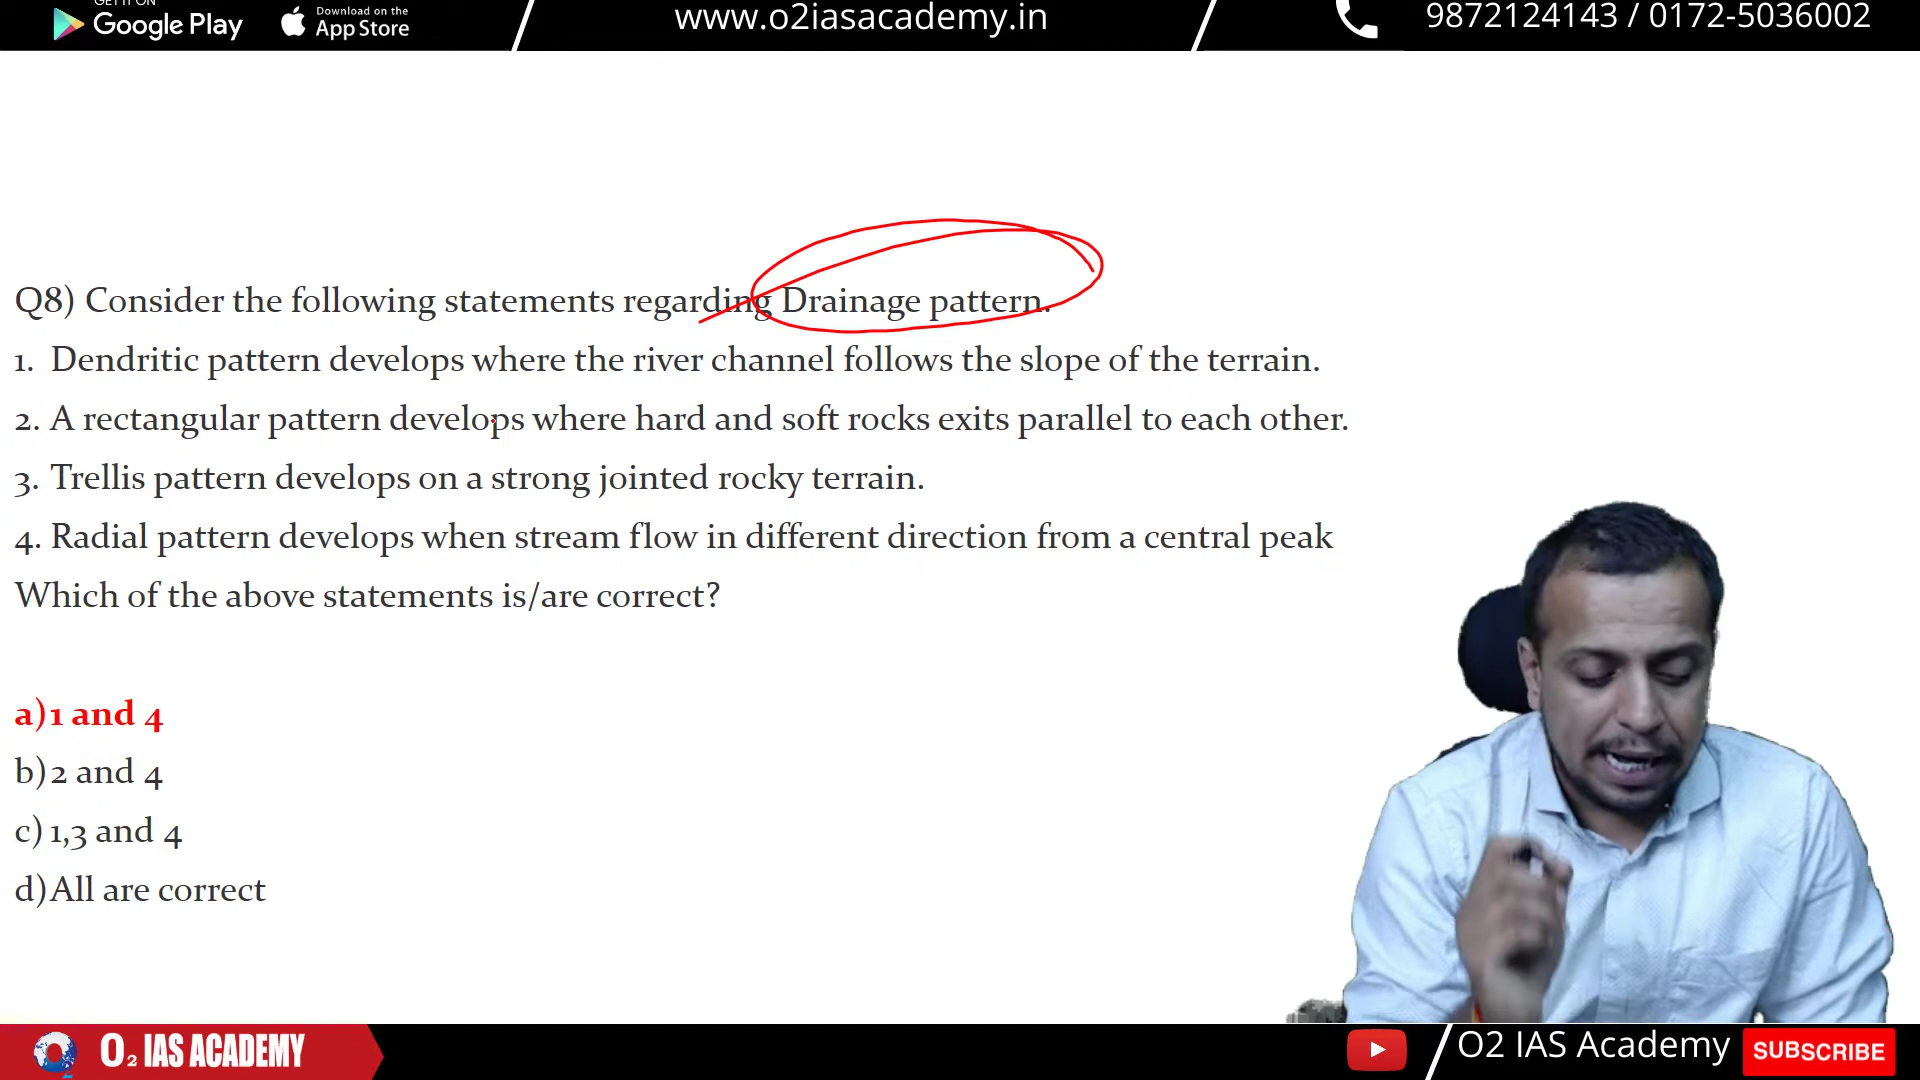 GET IT ON
Google Play
Download on the
App Store
www.o2iasacademy.in
9872124143 / 0172-5036002
Q8) Consider the following statements regarding Drainage pattern.
1. Dendritic pattern develops where the river channel follows the slope of the terrain.
2. A rectangular pattern develops where hard and soft rocks exits parallel to each other.
3. Trellis pattern develops on a strong jointed rocky terrain.
4. Radial pattern develops when stream flow in different direction from a central peak
Which of the above statements is/are correct?
a) 1 and 4
b) 2 and 4
c) 1,3 and 4
d) All are correct
O2 IAS ACADEMY
O2 IAS Academy
SUBSCRIBE